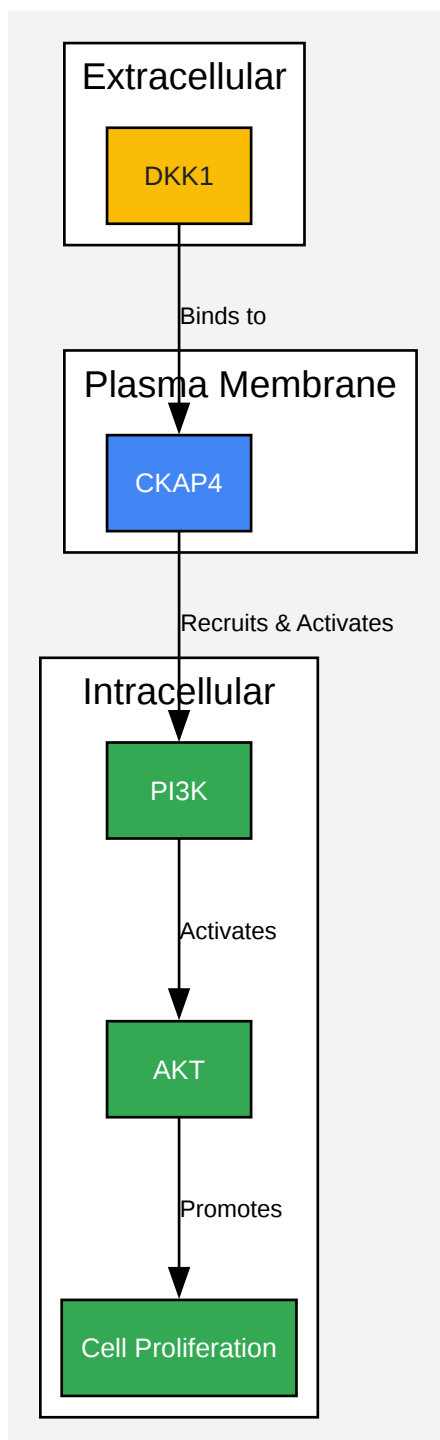 Extracellular
DKK1
Binds to
Plasma Membrane
CKAP4
Recruits & Activates
Intracellular
PI3K
Activates
AKT
Promotes
Cell Proliferation